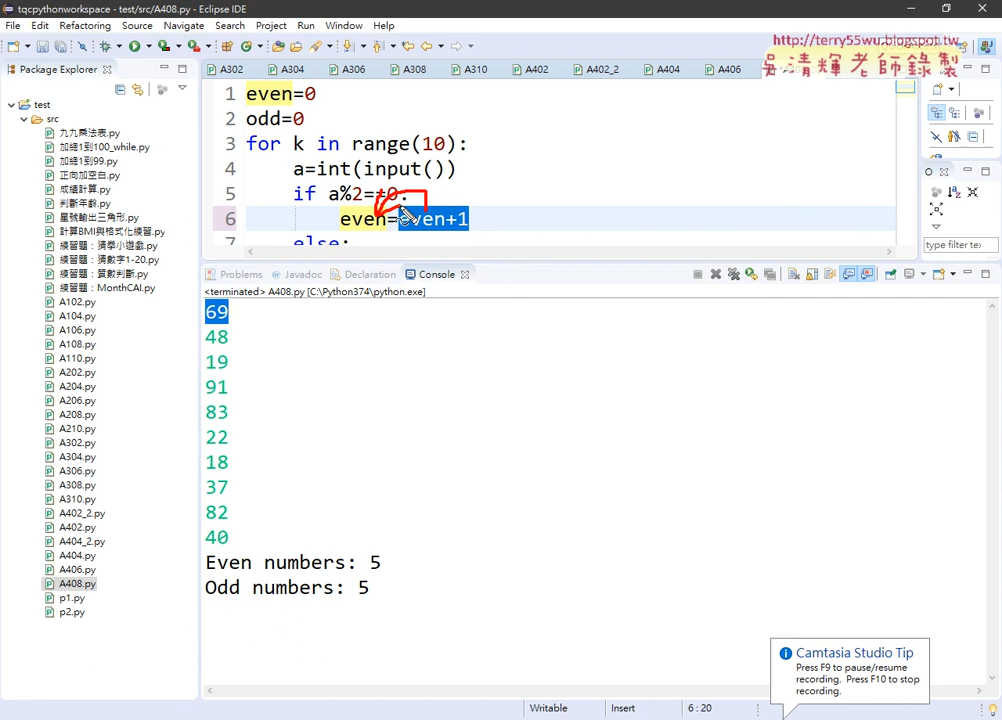 tqcpythonworkspace - test/src/A408.py - Eclipse IDE
File Edit Refactoring Source Navigate Search Project Run Window Help
http://terry55wu.blogspot.tw
吳清輝老師錄製
Package Explorer
A302 A304 A306 A308 A310 A402 A402_2 A404 A406
test
src
九九乘法表.py
加總1到100_while.py
加總1到99.py
正向加空白.py
成績計算.py
判斷年齡.py
星號輸出三角形.py
計算BMI與格式化練習.py
練習題：猜拳小遊戲.py
練習題：猜數字1-20.py
練習題：質數判斷.py
練習題：MonthCAl.py
A102.py
A104.py
A106.py
A108.py
A110.py
A202.py
A204.py
A206.py
A208.py
A210.py
A302.py
A304.py
A306.py
A308.py
A310.py
A402_2.py
A402.py
A404_2.py
A404.py
A406.py
A408.py
p1.py
p2.py
1 even=0
2 odd=0
3 for k in range(10):
4 a=int(input())
5 if a%2==0:
6 even=even+1
7 else:
type filter te:
Problems Javadoc Declaration Console
<terminated> A408.py [C:\Python374\python.exe]
69
48
19
91
83
22
18
37
82
40
Even numbers: 5
Odd numbers: 5
Camtasia Studio Tip
Press F9 to pause/resume
recording. Press F10 to stop
recording.
Writable Insert 6 : 20